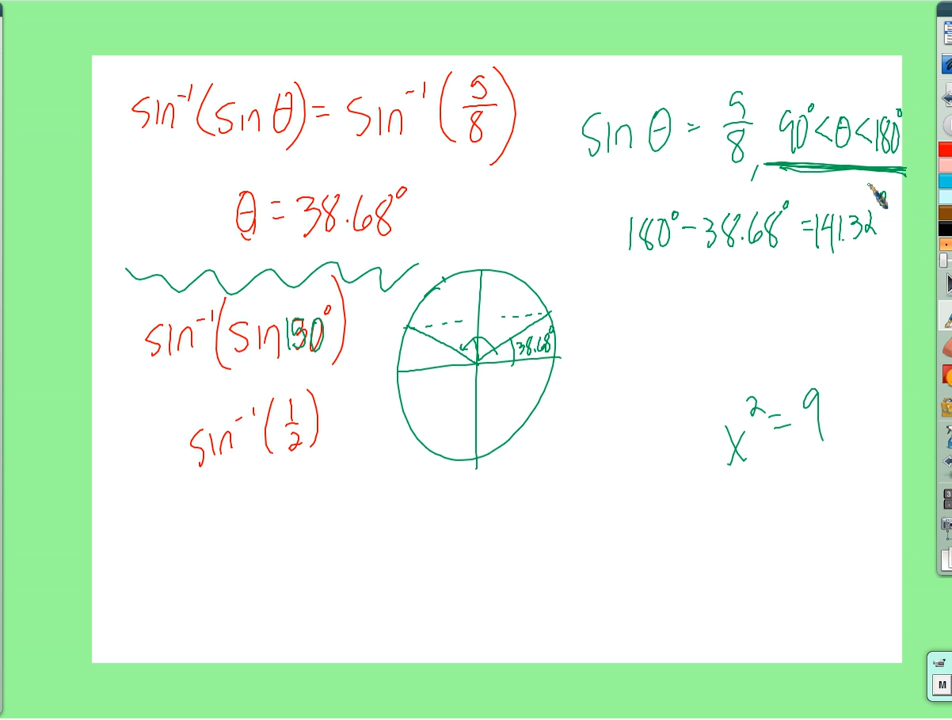 sin⁻¹(sin θ) = sin⁻¹(5/8)
θ = 38.68°
sin⁻¹(sin 150°)
sin⁻¹(1/2)
38.68°
sin θ = 5/8, 90° < θ < 180°
180° − 38.68° = 141.32°
x² = 9
M